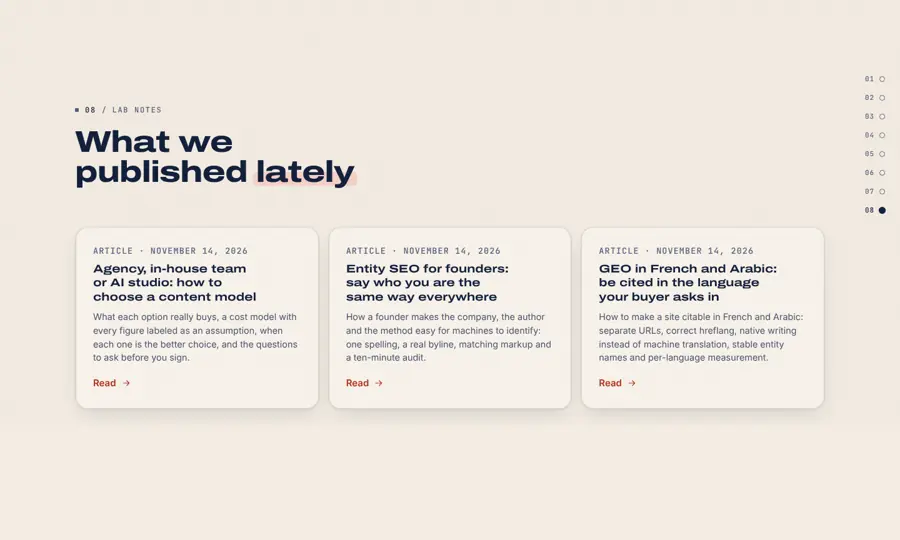 08 / LAB NOTES
What we
published lately
ARTICLE · NOVEMBER 14, 2026
Agency, in-house team
or AI studio: how to
choose a content model
What each option really buys, a cost model with
every figure labeled as an assumption, when
each one is the better choice, and the questions
to ask before you sign.
Read →
ARTICLE · NOVEMBER 14, 2026
Entity SEO for founders:
say who you are the
same way everywhere
How a founder makes the company, the author
and the method easy for machines to identify:
one spelling, a real byline, matching markup and
a ten-minute audit.
Read →
ARTICLE · NOVEMBER 14, 2026
GEO in French and Arabic:
be cited in the language
your buyer asks in
How to make a site citable in French and Arabic:
separate URLs, correct hreflang, native writing
instead of machine translation, stable entity
names and per-language measurement.
Read →
01
02
03
04
05
06
07
08